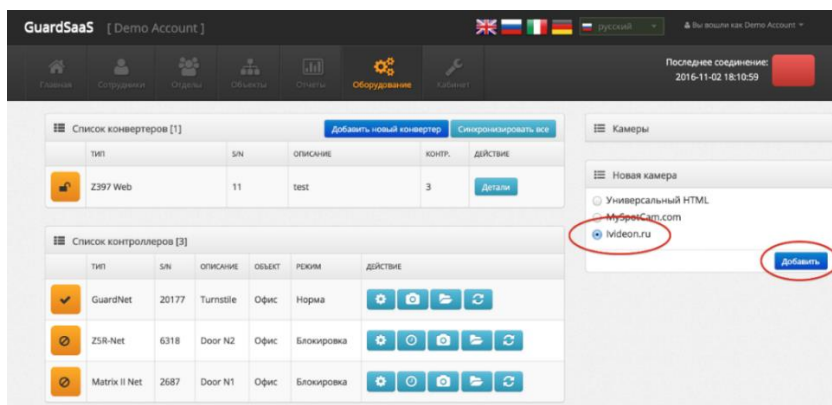 GuardSaaS [ Demo Account ]
русский
Вы вошли как Demo Account
Главная Сотрудники Отделы Объекты Отчеты Оборудование Кабинет
Последнее соединение:
2016-11-02 18:10:59
Список конвертеров [1]
Добавить новый конвертер
Синхронизировать все
ТИП S/N ОПИСАНИЕ КОНТР. ДЕЙСТВИЕ
Z397 Web 11 test 3 Детали
Список контроллеров [3]
ТИП S/N ОПИСАНИЕ ОБЪЕКТ РЕЖИМ ДЕЙСТВИЕ
GuardNet 20177 Turnstile Офис Норма
Z5R-Net 6318 Door N2 Офис Блокировка
Matrix II Net 2687 Door N1 Офис Блокировка
Камеры
Новая камера
Универсальный HTML
MySpotCam.com
Ivideon.ru
Добавить